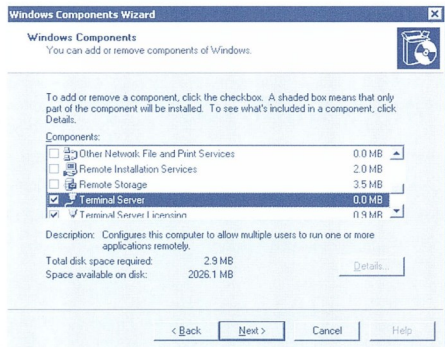 Windows Components Wizard
Windows Components
You can add or remove components of Windows.
To add or remove a component, click the checkbox. A shaded box means that only
part of the component will be installed. To see what's included in a component, click
Details.
Components:
Other Network File and Print Services 0.0 MB
Remote Installation Services 2.0 MB
Remote Storage 3.5 MB
Terminal Server 0.0 MB
Terminal Server Licensing 0.9 MB
Description: Configures this computer to allow multiple users to run one or more
applications remotely.
Total disk space required: 2.9 MB
Space available on disk: 2026.1 MB
Details...
< Back Next > Cancel Help